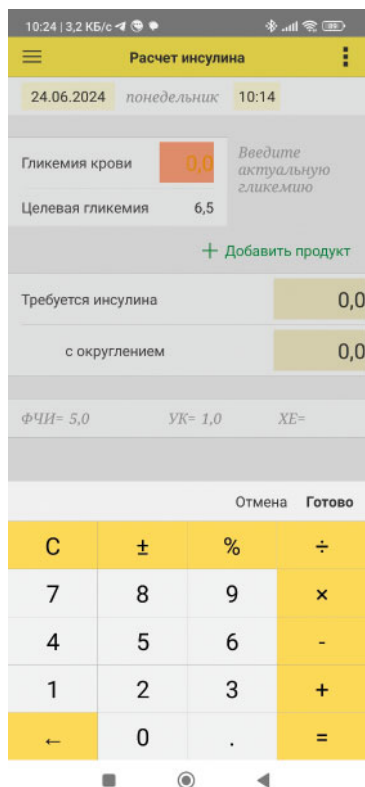 10:24 | 3,2 КБ/с
Расчет инсулина
24.06.2024 понедельник 10:14
Гликемия крови 0,0
Введите актуальную гликемию
Целевая гликемия 6,5
+ Добавить продукт
Требуется инсулина 0,0
с округлением 0,0
ФЧИ= 5,0 УК= 1,0 ХЕ=
Отмена Готово
C ± % ÷
7 8 9 ×
4 5 6 -
1 2 3 +
← 0 . =